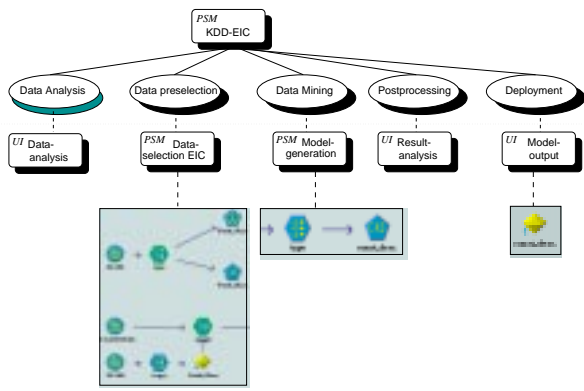 PSM
KDD-EIC
Data Analysis
Data preselection
Data Mining
Postprocessing
Deployment
UI Data-
analysis
PSM Data-
selection EIC
PSM Model-
generation
UI Result-
analysis
UI Model-
output